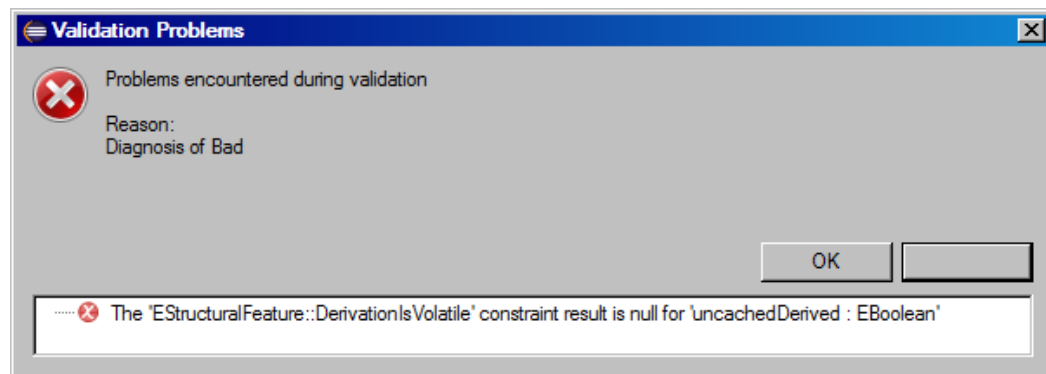 Validation Problems
Problems encountered during validation
Reason:
Diagnosis of Bad
OK
The 'EStructuralFeature::DerivationIsVolatile' constraint result is null for 'uncachedDerived : EBoolean'